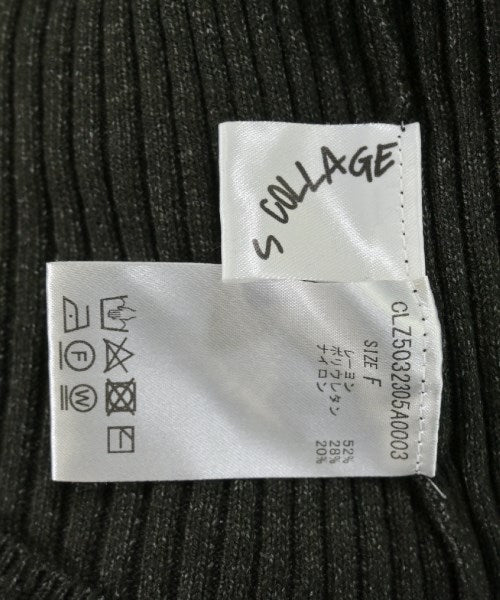 S COLLAGE
CLZ5032305A0003
SIZE F
レーヨン 52%
ポリウレタン 28%
ナイロン 20%
F
W